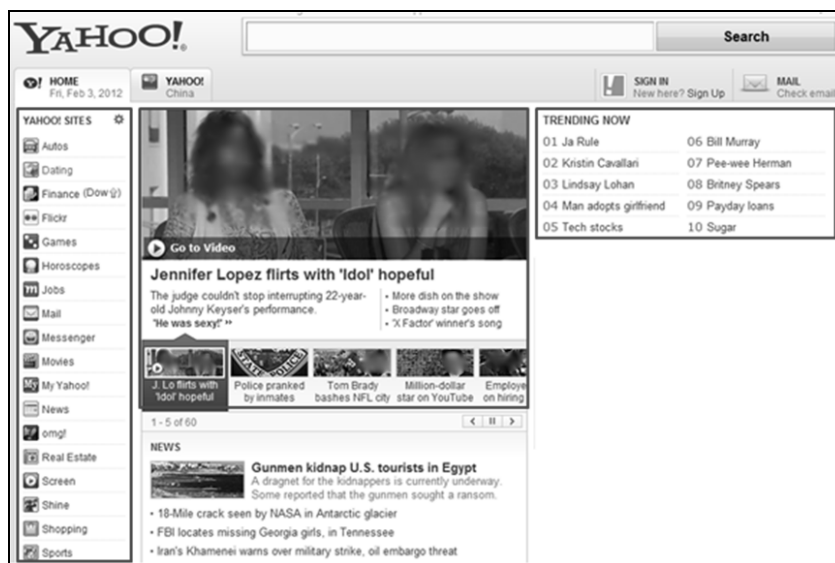 YAHOO!
Search
HOME
Fri, Feb 3, 2012
YAHOO!
China
SIGN IN
New here? Sign Up
MAIL
Check email
YAHOO! SITES
Autos
Dating
Finance (Dow⇧)
Flickr
Games
Horoscopes
Jobs
Mail
Messenger
Movies
My Yahoo!
News
omg!
Real Estate
Screen
Shine
Shopping
Sports
Go to Video
Jennifer Lopez flirts with 'Idol' hopeful
The judge couldn't stop interrupting 22-year-
old Johnny Keyser's performance.
'He was sexy!' ››
• More dish on the show
• Broadway star goes off
• 'X Factor' winner's song
J. Lo flirts with
'Idol' hopeful
Police pranked
by inmates
Tom Brady
bashes NFL city
Million-dollar
star on YouTube
Employe
on hiring
1 - 5 of 60
NEWS
Gunmen kidnap U.S. tourists in Egypt
A dragnet for the kidnappers is currently underway.
Some reported that the gunmen sought a ransom.
• 18-Mile crack seen by NASA in Antarctic glacier
• FBI locates missing Georgia girls, in Tennessee
• Iran's Khamenei warns over military strike, oil embargo threat
TRENDING NOW
01 Ja Rule
02 Kristin Cavallari
03 Lindsay Lohan
04 Man adopts girlfriend
05 Tech stocks
06 Bill Murray
07 Pee-wee Herman
08 Britney Spears
09 Payday loans
10 Sugar